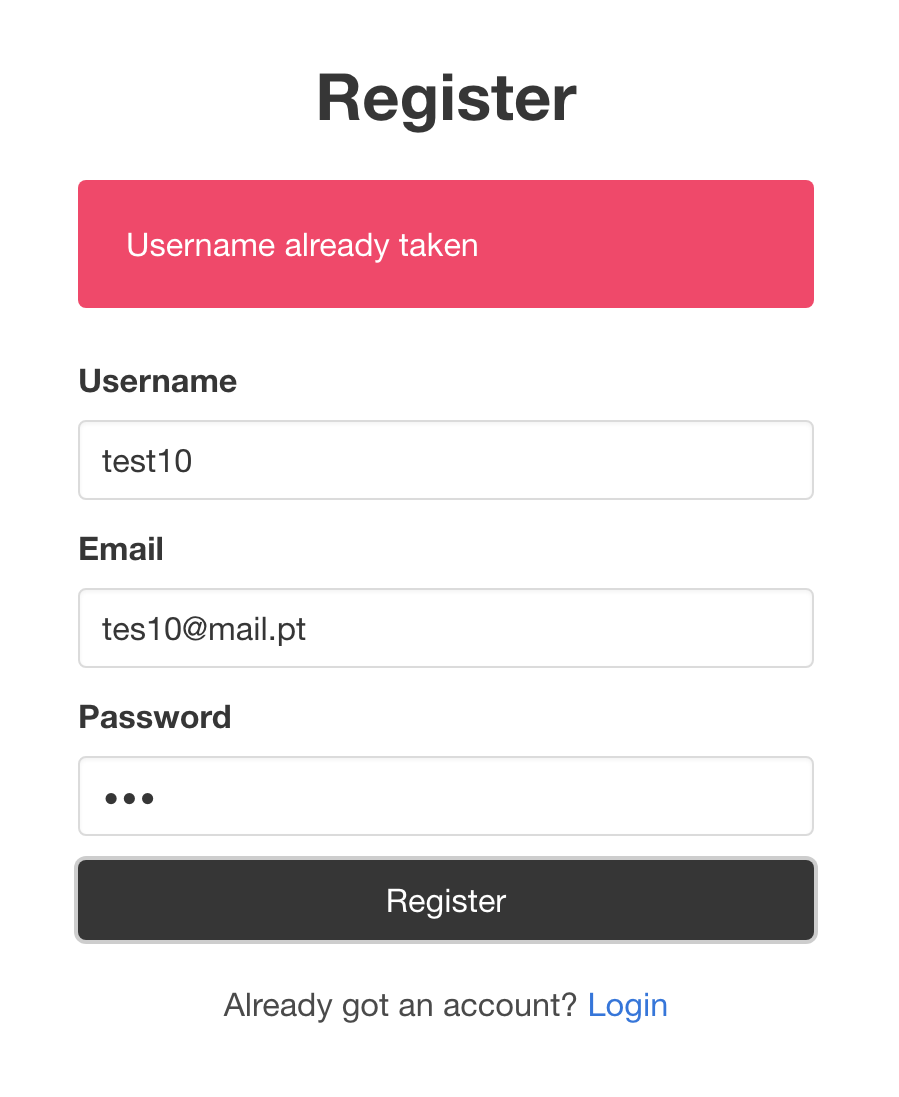 Register
Username already taken
Username
test10
Email
tes10@mail.pt
Password
•••
Register
Already got an account? Login